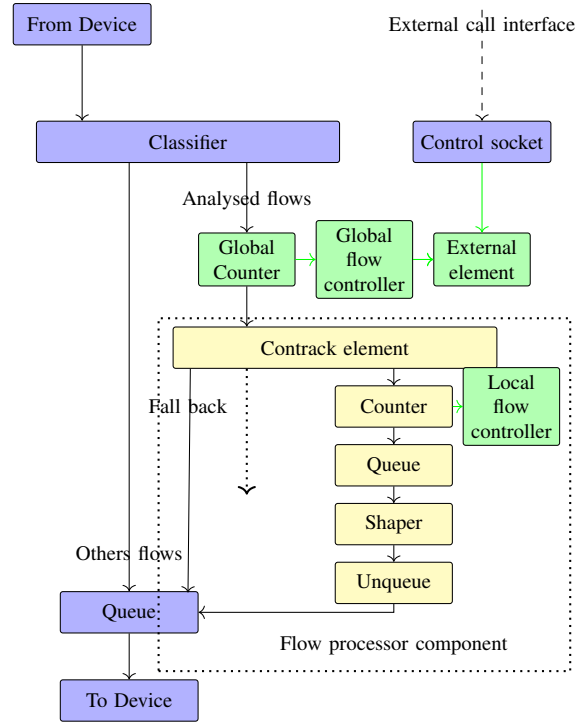 From Device
External call interface
Classifier
Control socket
Analysed flows
Global
Counter
Global
flow
controller
External
element
Contrack element
Fall back
Counter
Local
flow
controller
Queue
Shaper
Others flows
Unqueue
Queue
Flow processor component
To Device